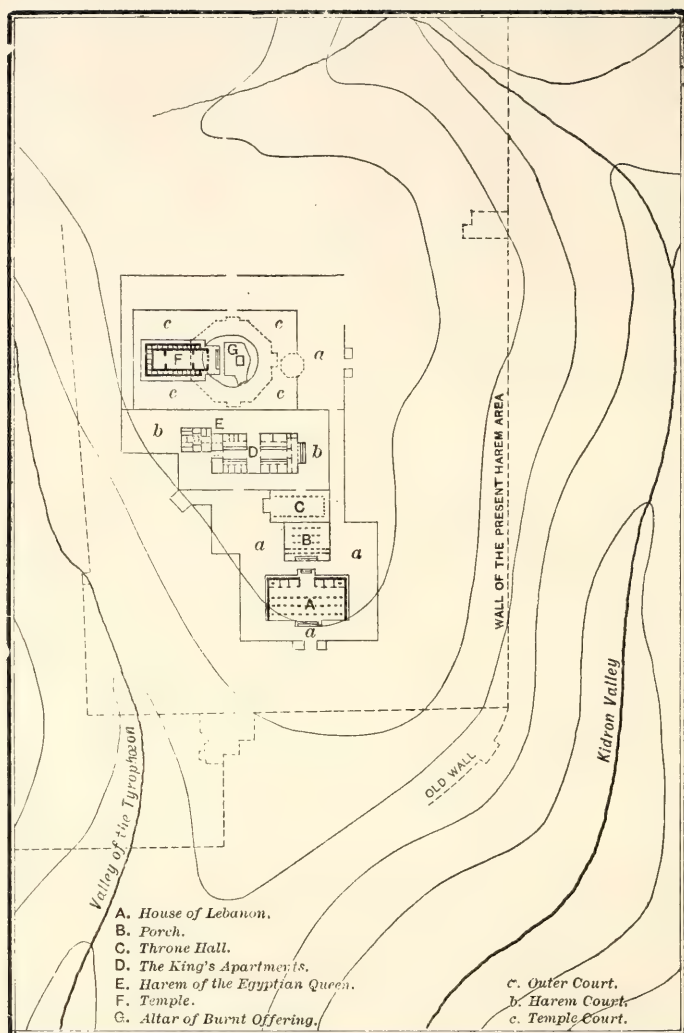 c c
F G a
c c
E
b D b
C
B
a a
A
a
WALL OF THE PRESENT HAREM AREA
Kidron Valley
OLD WALL
Valley of the Tyrophœon
A. House of Lebanon.
B. Porch.
C. Throne Hall.
D. The King's Apartments.
E. Harem of the Egyptian Queen.
F. Temple.
G. Altar of Burnt Offering.
c. Outer Court.
b. Harem Court.
c. Temple Court.